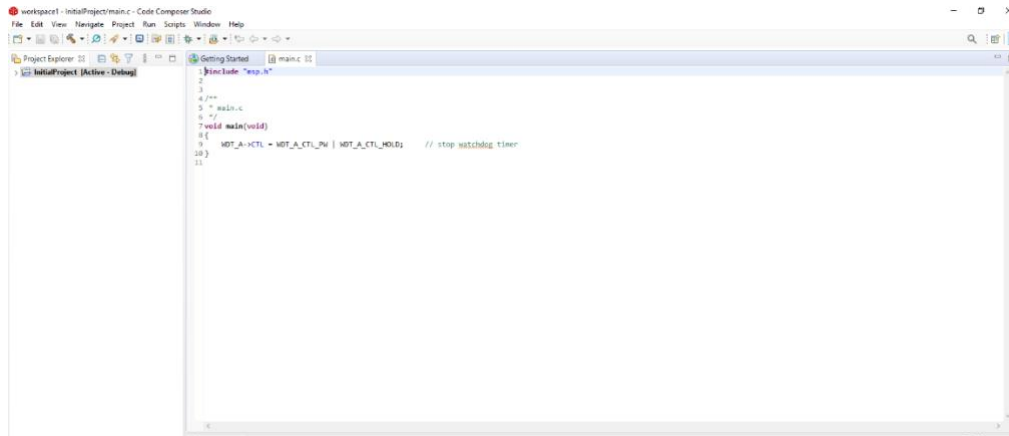 workspace1 - InitialProject/main.c - Code Composer Studio
File Edit View Navigate Project Run Scripts Window Help
Project Explorer
Getting Started
main.c
InitialProject [Active - Debug]
1 #include "msp.h"
2
3
4 /**
5 * main.c
6 */
7 void main(void)
8 {
9 WDT_A->CTL = WDT_A_CTL_PW | WDT_A_CTL_HOLD; // stop watchdog timer
10 }
11